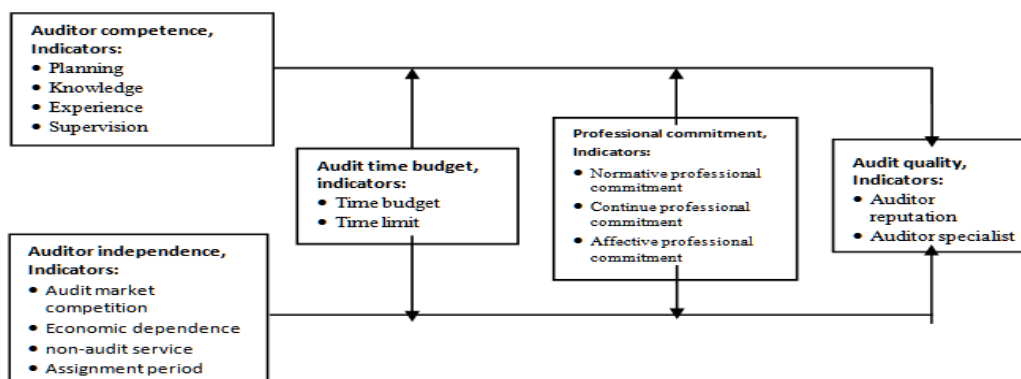 Auditor competence,
Indicators:
• Planning
• Knowledge
• Experience
• Supervision
Auditor independence,
Indicators:
• Audit market
competition
• Economic dependence
• non-audit service
• Assignment period
Audit time budget,
indicators:
• Time budget
• Time limit
Professional commitment,
Indicators:
• Normative professional
commitment
• Continue professional
commitment
• Affective professional
commitment
Audit quality,
Indicators:
• Auditor
reputation
• Auditor specialist